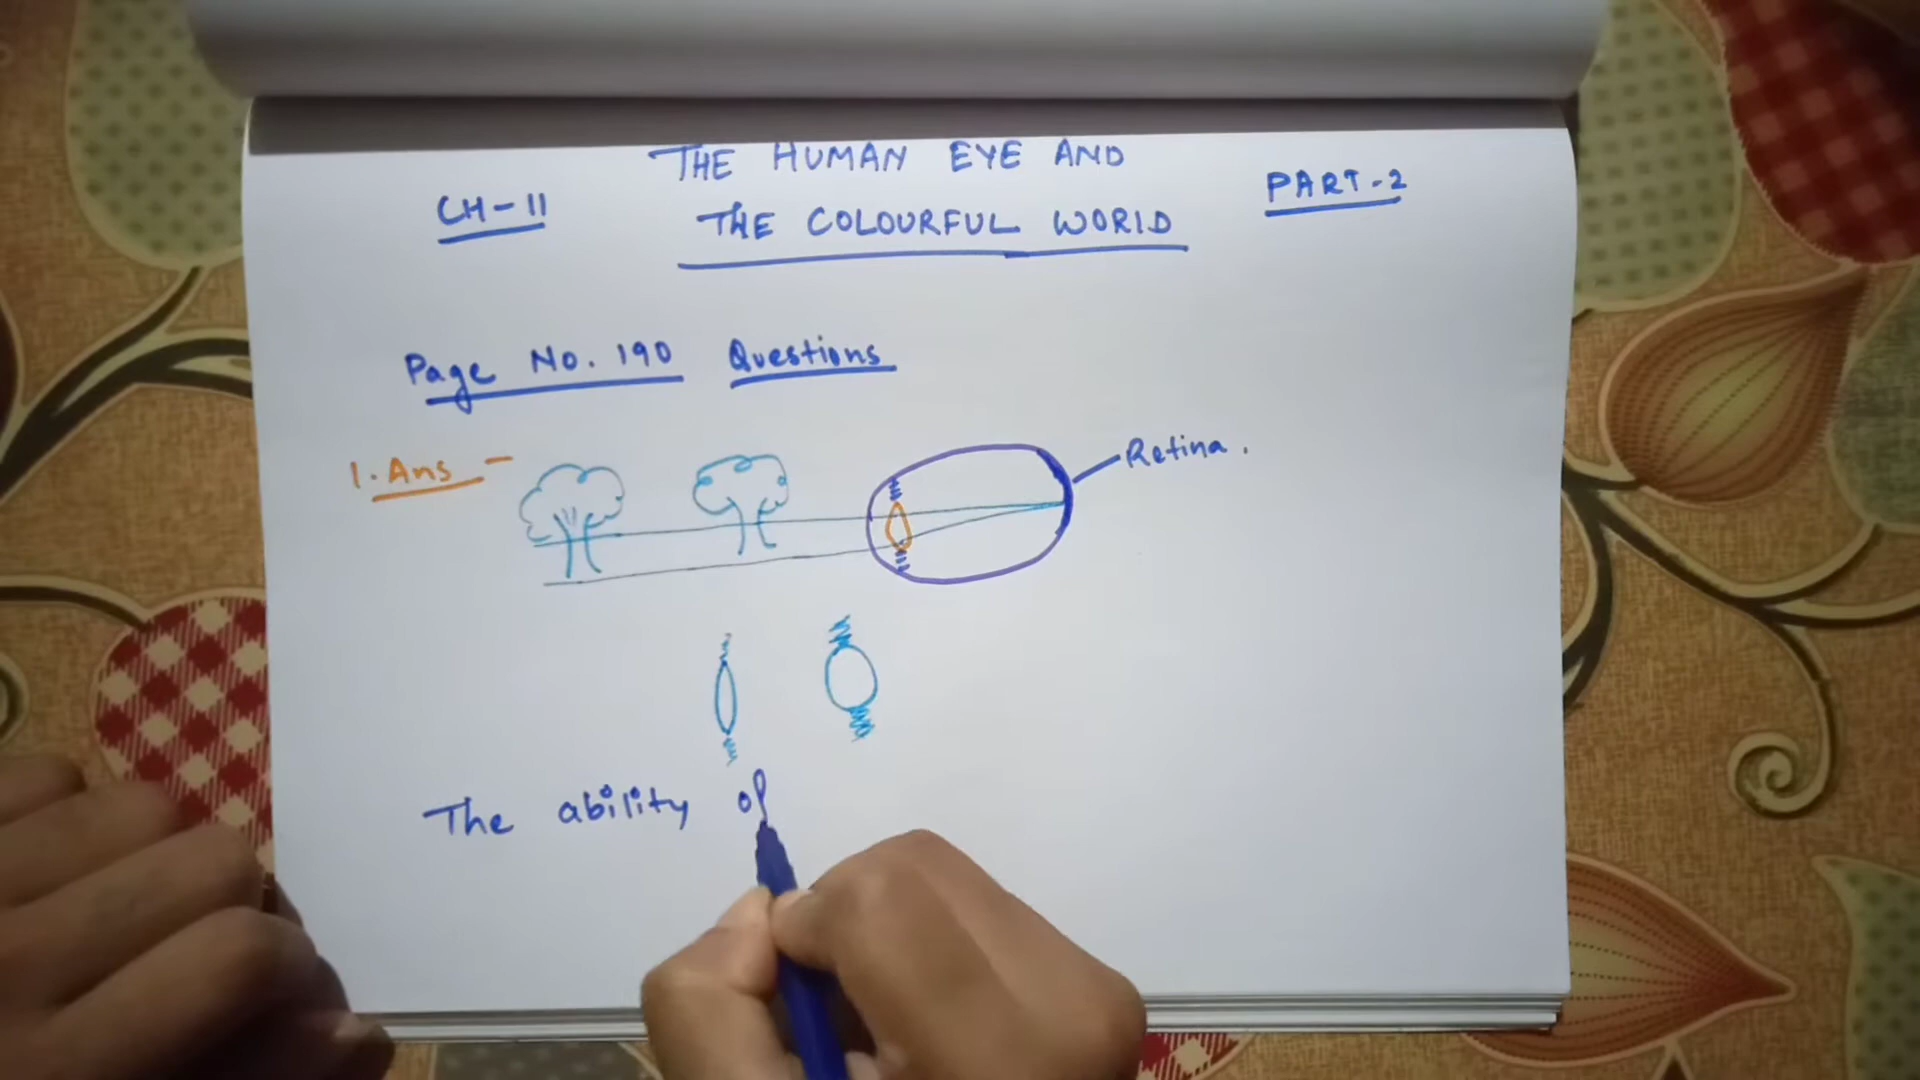 THE HUMAN EYE AND
CH-11
THE COLOURFUL WORLD
PART-2
Page No. 190 Questions
1. Ans -
Retina.
The ability of